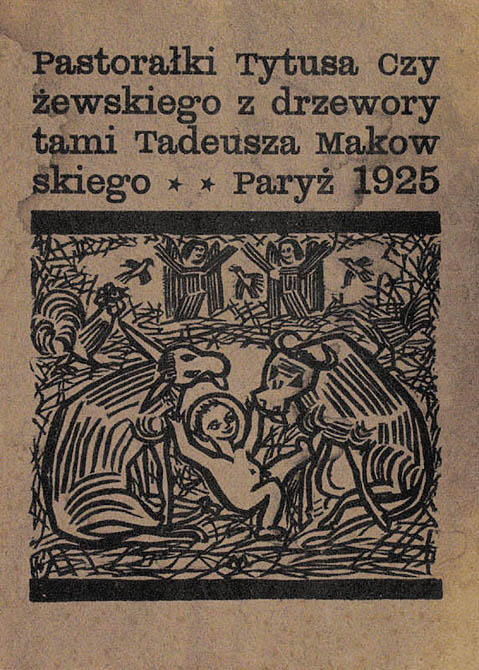 Pastorałki Tytusa Czy
żewskiego z drzewory
tami Tadeusza Makow
skiego ★ ★ Paryż 1925